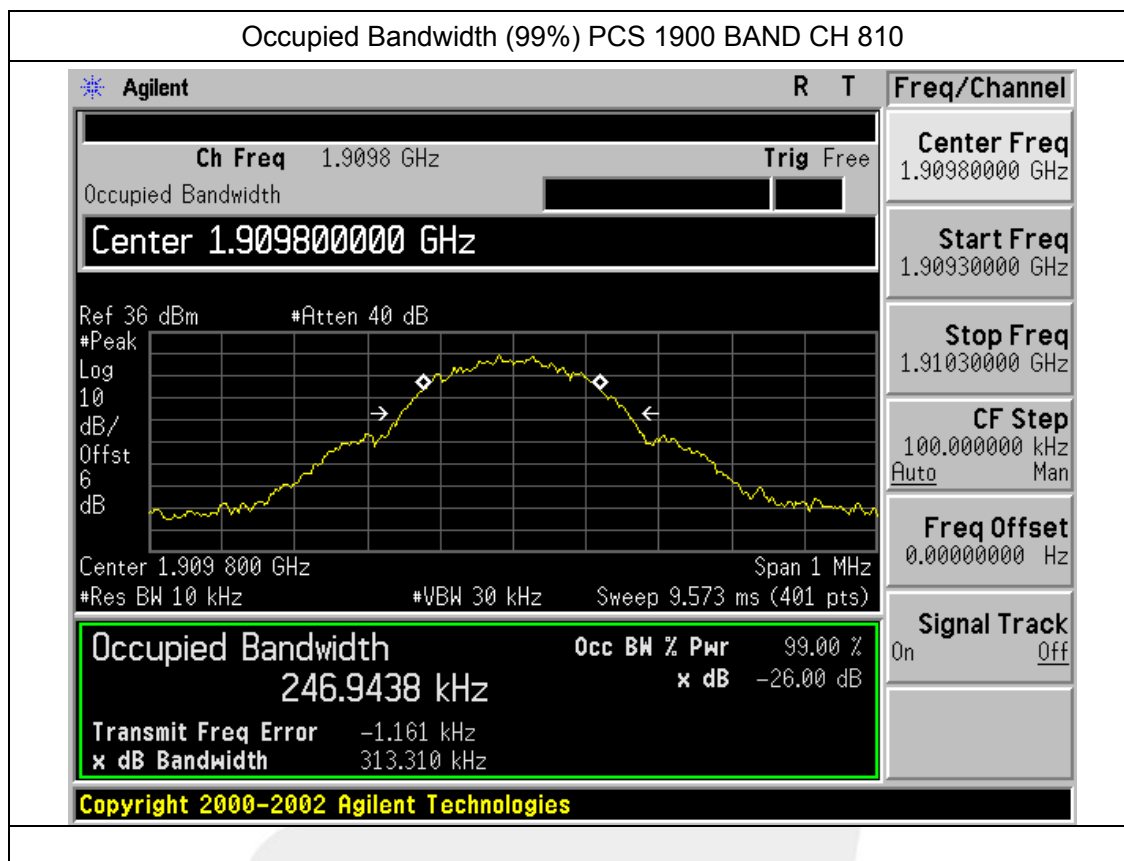 Occupied Bandwidth (99%) PCS 1900 BAND CH 810
Agilent R T
Ch Freq 1.9098 GHz Trig Free
Occupied Bandwidth
Center 1.909800000 GHz
Ref 36 dBm #Atten 40 dB
#Peak
Log
10
dB/
Offst
6
dB
Center 1.909 800 GHz Span 1 MHz
#Res BW 10 kHz #VBW 30 kHz Sweep 9.573 ms (401 pts)
Occupied Bandwidth
246.9438 kHz
Occ BW % Pwr 99.00 %
x dB -26.00 dB
Transmit Freq Error -1.161 kHz
x dB Bandwidth 313.310 kHz
Copyright 2000-2002 Agilent Technologies
Freq/Channel
Center Freq
1.90980000 GHz
Start Freq
1.90930000 GHz
Stop Freq
1.91030000 GHz
CF Step
100.000000 kHz
Auto Man
Freq Offset
0.00000000 Hz
Signal Track
On Off